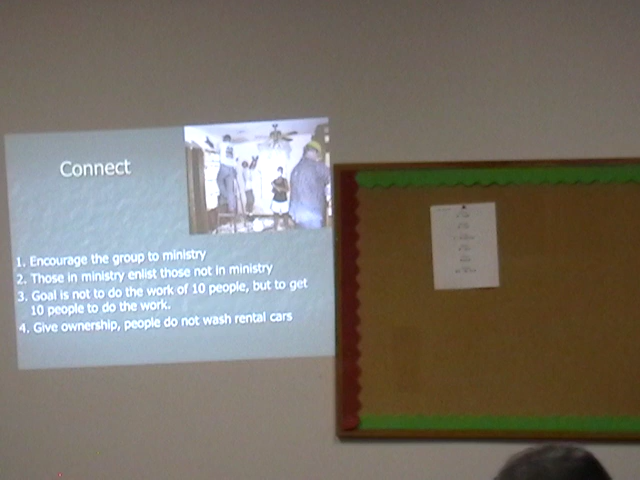 Connect
1. Encourage the group to ministry
2. Those in ministry enlist those not in ministry
3. Goal is not to do the work of 10 people, but to get
10 people to do the work.
4. Give ownership, people do not wash rental cars